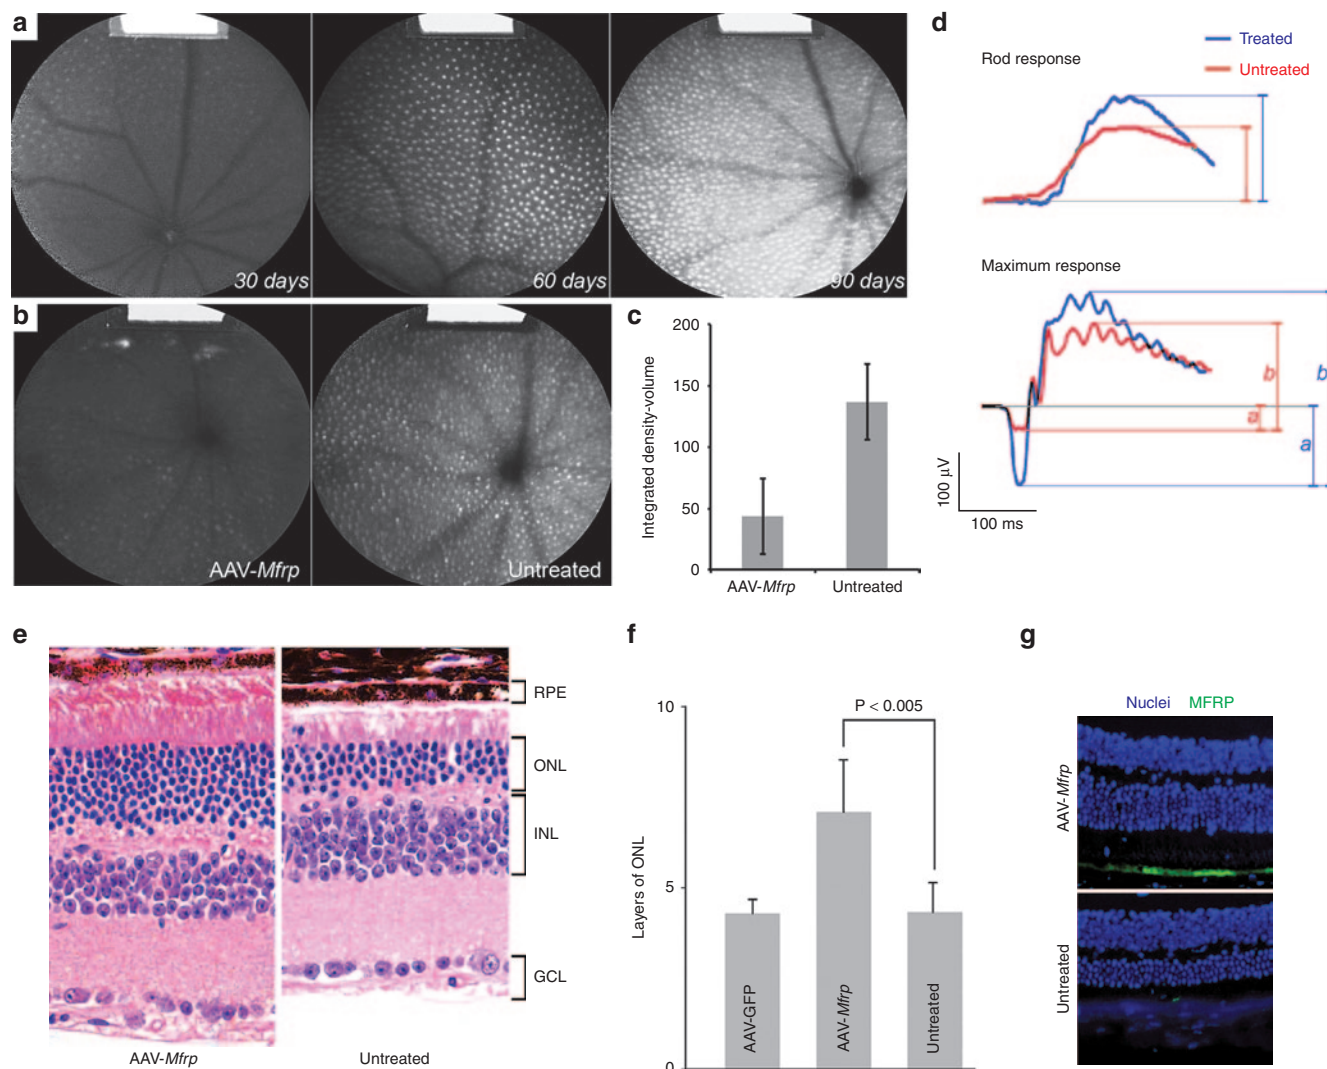 a
30 days
60 days
90 days
b
AAV-Mfrp
Untreated
c
Integrated density-volume
200
150
100
50
0
AAV-Mfrp
Untreated
d
Treated
Untreated
Rod response
Maximum response
b
a
b
a
100 µV
100 ms
e
RPE
ONL
INL
GCL
AAV-Mfrp
Untreated
f
Layers of ONL
10
5
0
P < 0.005
AAV-GFP
AAV-Mfrp
Untreated
g
Nuclei MFRP
AAV-Mfrp
Untreated